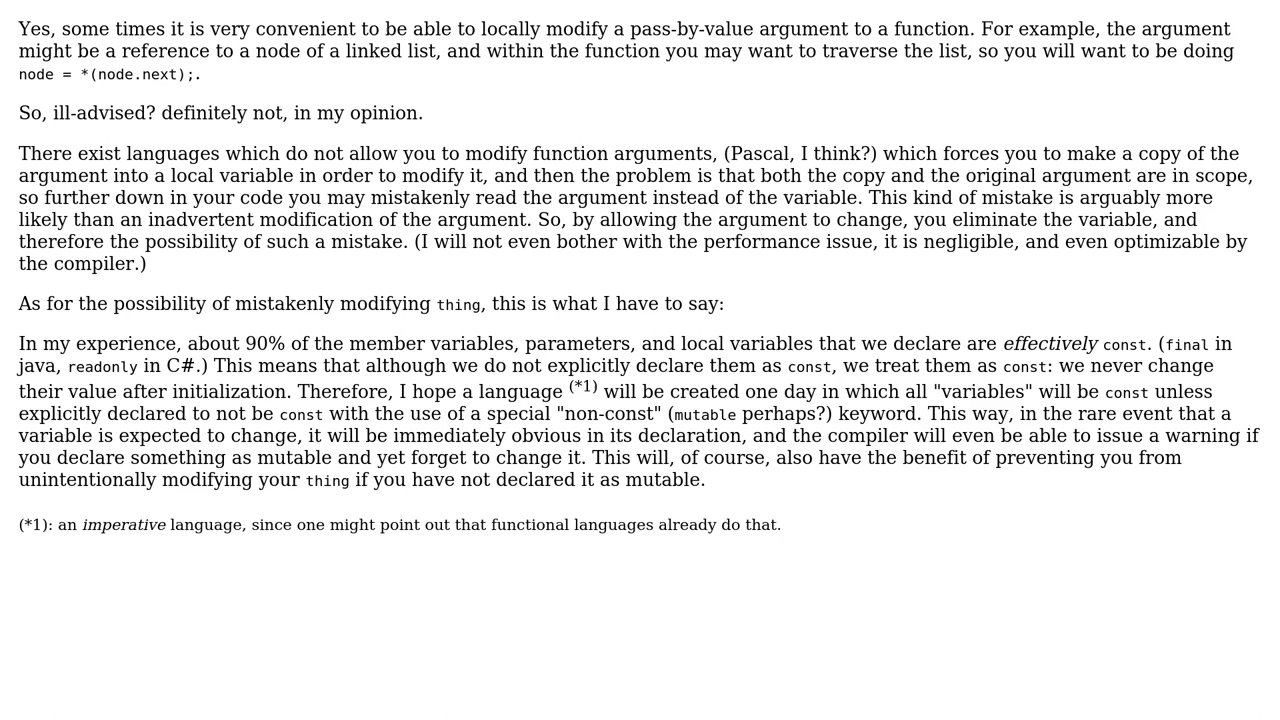 Yes, some times it is very convenient to be able to locally modify a pass-by-value argument to a function. For example, the argument
might be a reference to a node of a linked list, and within the function you may want to traverse the list, so you will want to be doing
node = *(node.next);.
So, ill-advised? definitely not, in my opinion.
There exist languages which do not allow you to modify function arguments, (Pascal, I think?) which forces you to make a copy of the
argument into a local variable in order to modify it, and then the problem is that both the copy and the original argument are in scope,
so further down in your code you may mistakenly read the argument instead of the variable. This kind of mistake is arguably more
likely than an inadvertent modification of the argument. So, by allowing the argument to change, you eliminate the variable, and
therefore the possibility of such a mistake. (I will not even bother with the performance issue, it is negligible, and even optimizable by
the compiler.)
As for the possibility of mistakenly modifying thing, this is what I have to say:
In my experience, about 90% of the member variables, parameters, and local variables that we declare are effectively const. (final in
java, readonly in C#.) This means that although we do not explicitly declare them as const, we treat them as const: we never change
their value after initialization. Therefore, I hope a language (*1) will be created one day in which all "variables" will be const unless
explicitly declared to not be const with the use of a special "non-const" (mutable perhaps?) keyword. This way, in the rare event that a
variable is expected to change, it will be immediately obvious in its declaration, and the compiler will even be able to issue a warning if
you declare something as mutable and yet forget to change it. This will, of course, also have the benefit of preventing you from
unintentionally modifying your thing if you have not declared it as mutable.
(*1): an imperative language, since one might point out that functional languages already do that.